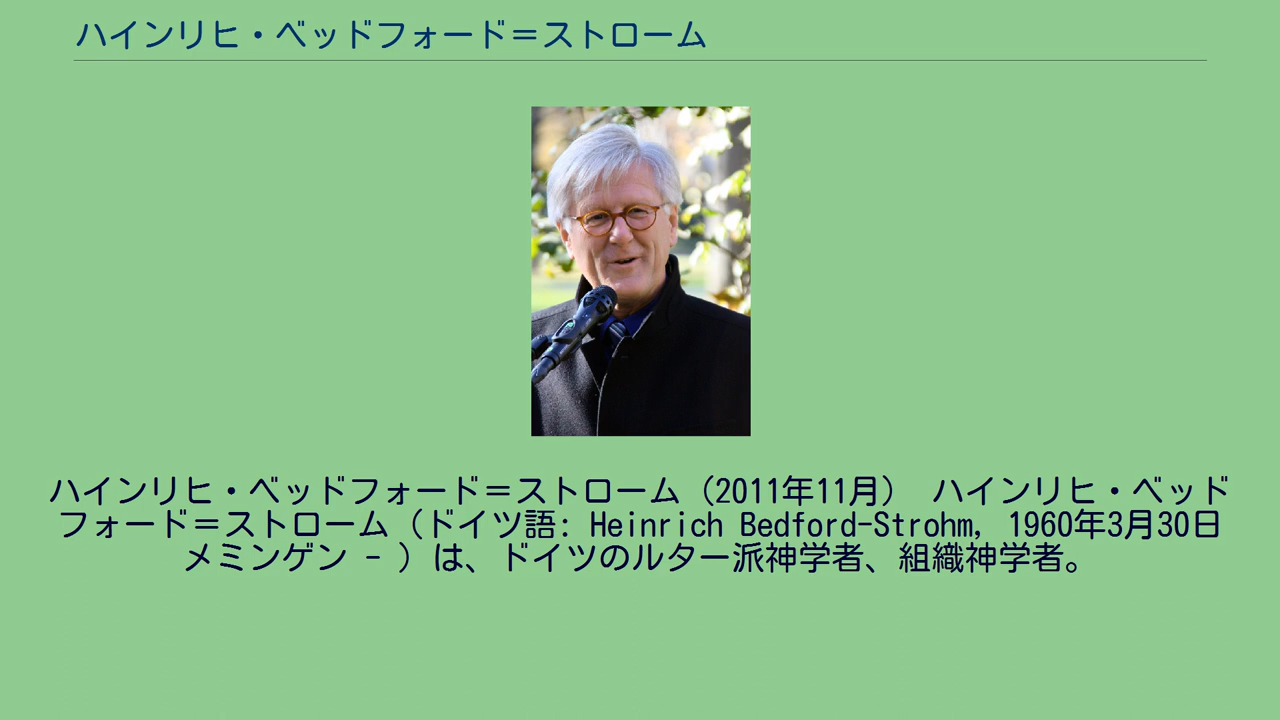 ハインリヒ・ベッドフォード＝ストローム
ハインリヒ・ベッドフォード＝ストローム（2011年11月） ハインリヒ・ベッド
フォード＝ストローム（ドイツ語: Heinrich Bedford-Strohm, 1960年3月30日
メミンゲン - ）は、ドイツのルター派神学者、組織神学者。